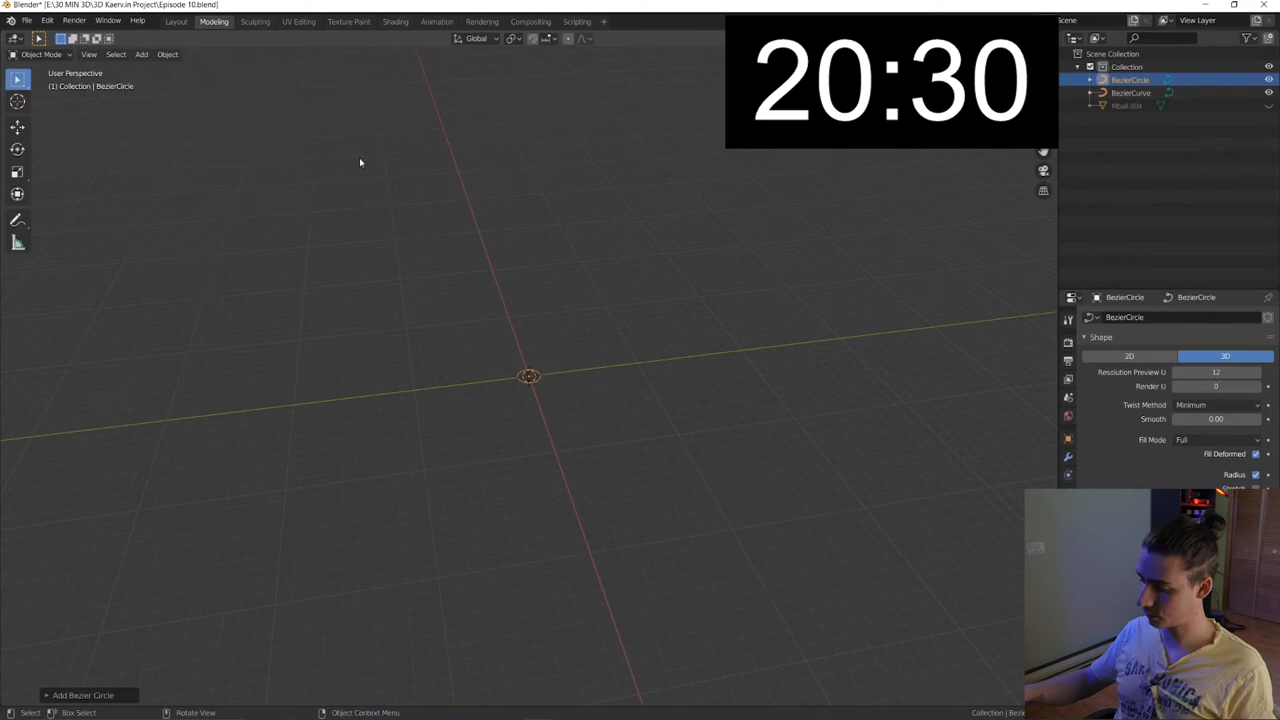 Blender* [E:\30 MIN 3D\3D Kaerv.in Project\Episode 10.blend]
File Edit Render Window Help Layout Modeling Sculpting UV Editing Texture Paint Shading Animation Rendering Compositing Scripting Scene View Layer
Global
Object Mode View Select Add Object
20:30
Scene Collection
Collection
BezierCircle
BezierCurve
Mball.004
User Perspective
(1) Collection | BezierCircle
BezierCircle BezierCircle
BezierCircle
Shape
2D 3D
Resolution Preview U 12
Render U 0
Twist Method Minimum
Smooth 0.00
Fill Mode Full
Fill Deformed
Radius
Stretch
Add Bezier Circle
Select Box Select Rotate View Object Context Menu Collection | Bezi